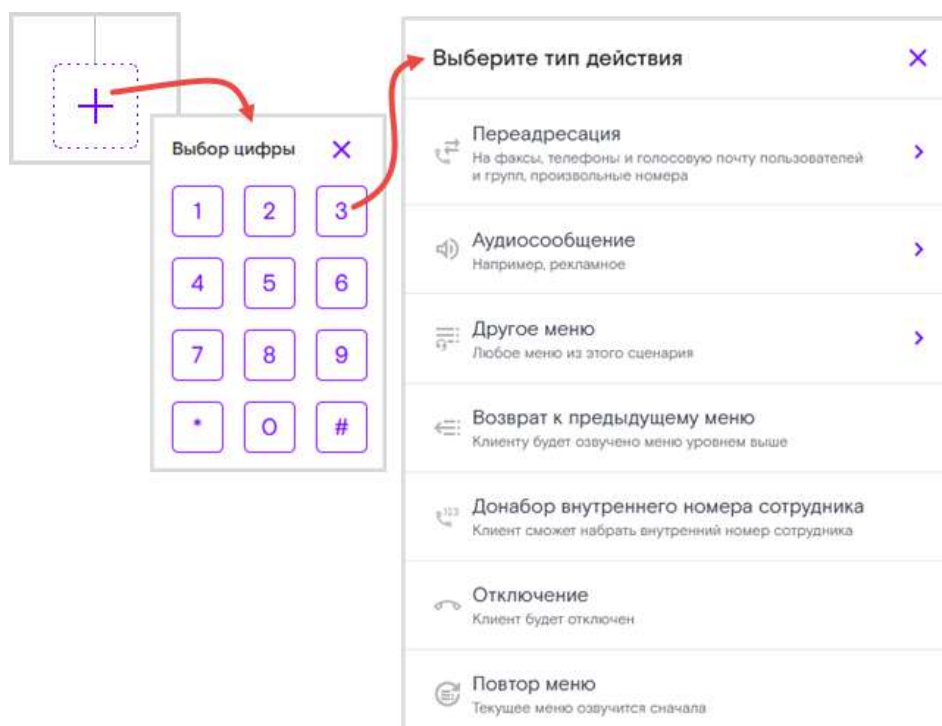 Выбор цифры
1 2 3
4 5 6
7 8 9
* 0 #
Выберите тип действия
Переадресация
На факсы, телефоны и голосовую почту пользователей
и групп, произвольные номера
Аудиосообщение
Например, рекламное
Другое меню
Любое меню из этого сценария
Возврат к предыдущему меню
Клиенту будет озвучено меню уровнем выше
123
Донабор внутреннего номера сотрудника
Клиент сможет набрать внутренний номер сотрудника
Отключение
Клиент будет отключен
Повтор меню
Текущее меню озвучится сначала